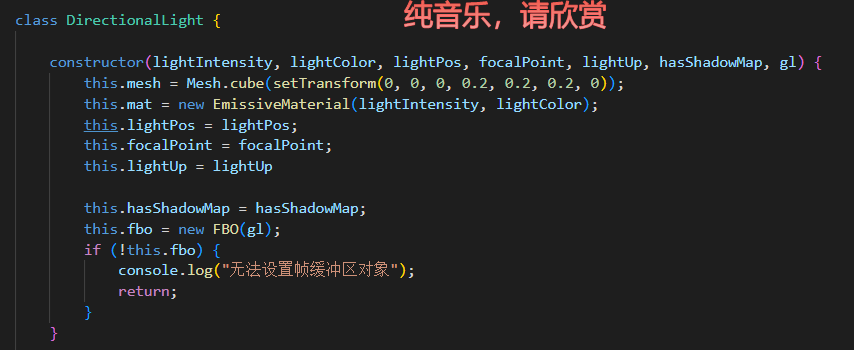 纯音乐，请欣赏
class DirectionalLight {
constructor(lightIntensity, lightColor, lightPos, focalPoint, lightUp, hasShadowMap, gl) {
this.mesh = Mesh.cube(setTransform(0, 0, 0, 0.2, 0.2, 0.2, 0));
this.mat = new EmissiveMaterial(lightIntensity, lightColor);
this.lightPos = lightPos;
this.focalPoint = focalPoint;
this.lightUp = lightUp
this.hasShadowMap = hasShadowMap;
this.fbo = new FBO(gl);
if (!this.fbo) {
console.log("无法设置帧缓冲区对象");
return;
}
}